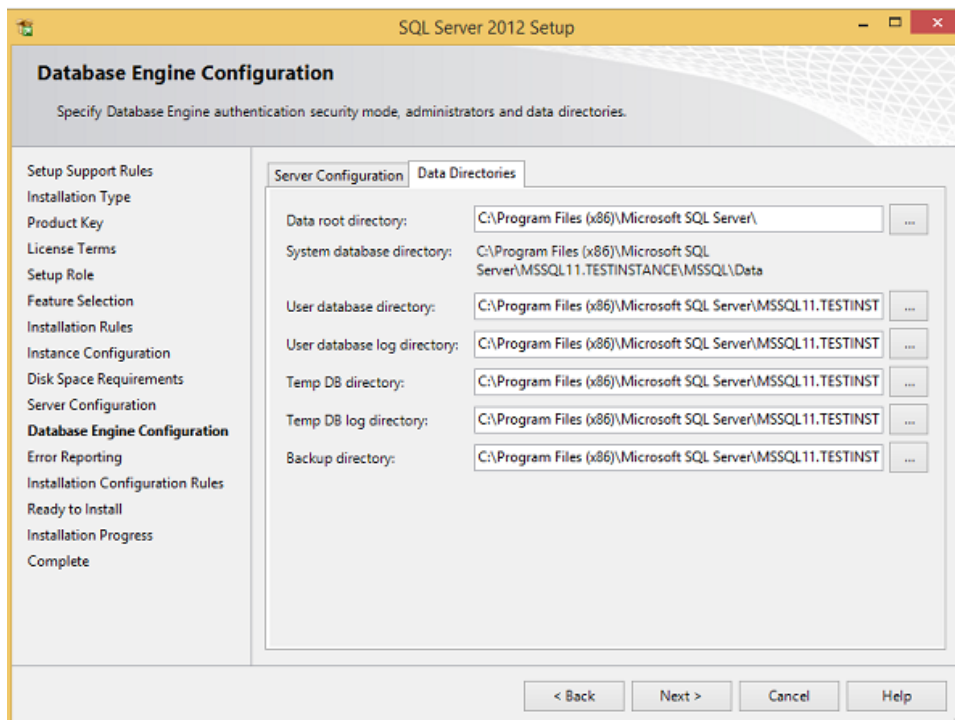 SQL Server 2012 Setup
Database Engine Configuration
Specify Database Engine authentication security mode, administrators and data directories.
Setup Support Rules
Installation Type
Product Key
License Terms
Setup Role
Feature Selection
Installation Rules
Instance Configuration
Disk Space Requirements
Server Configuration
Database Engine Configuration
Error Reporting
Installation Configuration Rules
Ready to Install
Installation Progress
Complete
Server Configuration Data Directories
Data root directory: C:\Program Files (x86)\Microsoft SQL Server\ ...
System database directory: C:\Program Files (x86)\Microsoft SQL
Server\MSSQL11.TESTINSTANCE\MSSQL\Data
User database directory: C:\Program Files (x86)\Microsoft SQL Server\MSSQL11.TESTINST ...
User database log directory: C:\Program Files (x86)\Microsoft SQL Server\MSSQL11.TESTINST ...
Temp DB directory: C:\Program Files (x86)\Microsoft SQL Server\MSSQL11.TESTINST ...
Temp DB log directory: C:\Program Files (x86)\Microsoft SQL Server\MSSQL11.TESTINST ...
Backup directory: C:\Program Files (x86)\Microsoft SQL Server\MSSQL11.TESTINST ...
< Back Next > Cancel Help